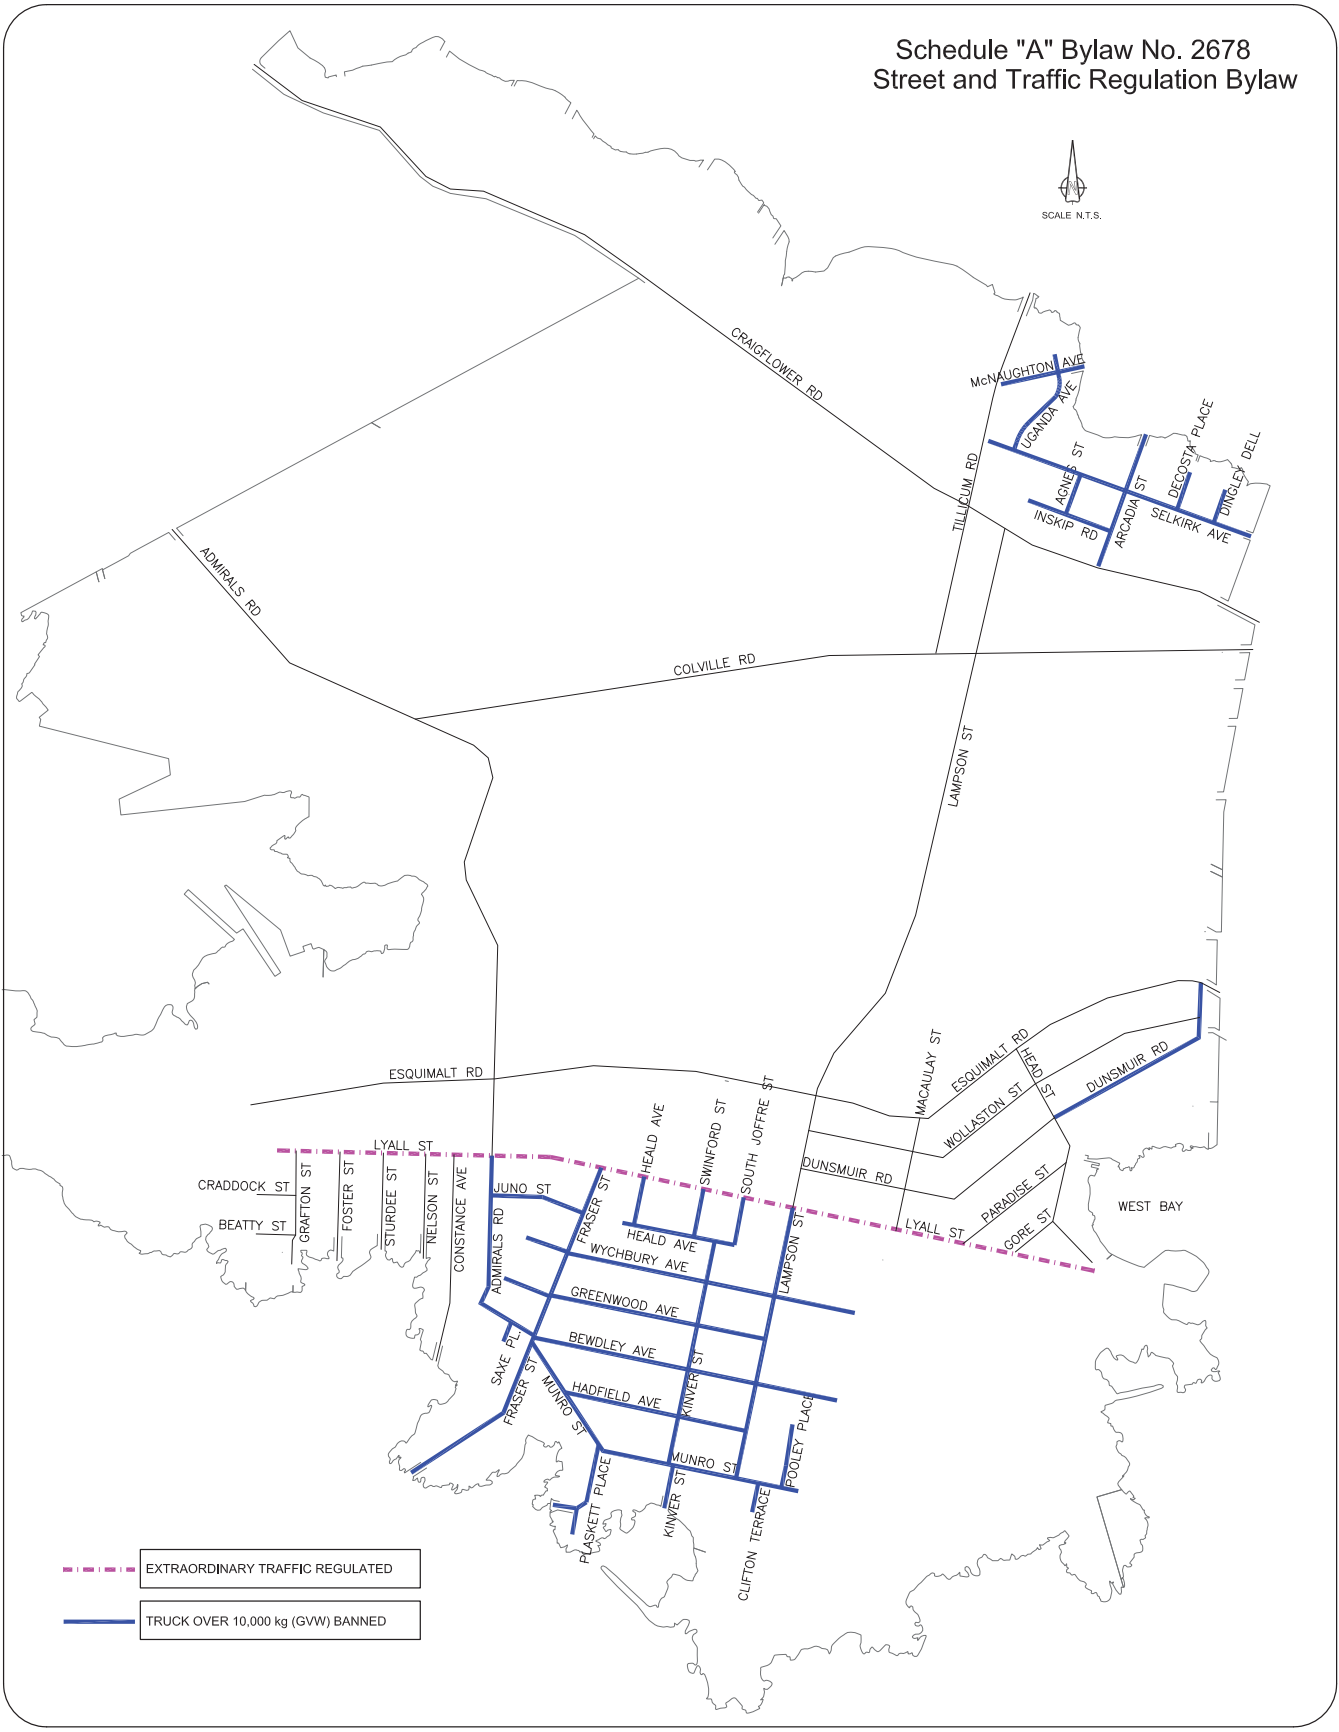 Schedule "A" Bylaw No. 2678
Street and Traffic Regulation Bylaw
N
SCALE N.T.S.
CRAIGFLOWER RD
McNAUGHTON AVE
UGANDA AVE
DECOSTA PLACE
DINGLEY DELL
AGNES ST
TILLICUM RD
ARCADIA ST
INSKIP RD
SELKIRK AVE
ADMIRALS RD
COLVILLE RD
LAMPSON ST
MACAULAY ST
ESQUIMALT RD
HEAD ST
DUNSMUIR RD
ESQUIMALT RD
WOLLASTON ST
HEALD AVE
SWINFORD ST
SOUTH JOFFRE ST
LYALL ST
DUNSMUIR RD
CRADDOCK ST
GRAFTON ST
FOSTER ST
STURDEE ST
NELSON ST
CONSTANCE AVE
JUNO ST
FRASER ST
PARADISE ST
WEST BAY
BEATTY ST
ADMIRALS RD
HEALD AVE
LAMPSON ST
LYALL ST
GORE ST
WYCHBURY AVE
GREENWOOD AVE
SAXE PL.
BEWDLEY AVE
FRASER ST
MUNRO ST
HADFIELD AVE
KINVER ST
POOLEY PLACE
MUNRO ST
PLASKETT PLACE
KINVER ST
CLIFTON TERRACE
EXTRAORDINARY TRAFFIC REGULATED
TRUCK OVER 10,000 kg (GVW) BANNED